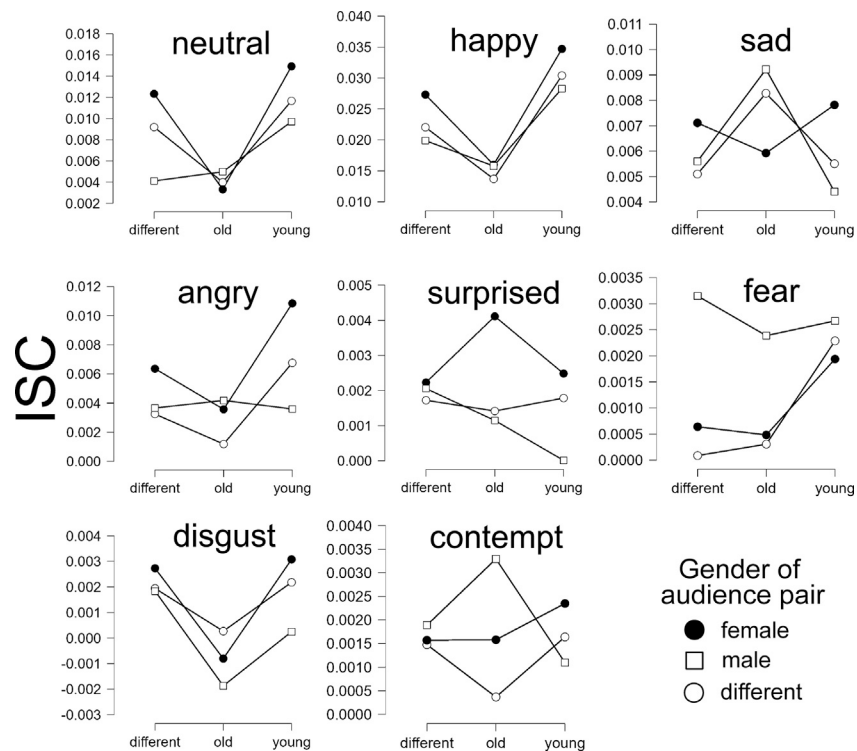 neutral
0.018
0.016
0.014
0.012
0.010
0.008
0.006
0.004
0.002
different old young
happy
0.040
0.035
0.030
0.025
0.020
0.015
0.010
different old young
sad
0.011
0.010
0.009
0.008
0.007
0.006
0.005
0.004
different old young
ISC
angry
0.012
0.010
0.008
0.006
0.004
0.002
0.000
different old young
surprised
0.005
0.004
0.003
0.002
0.001
0.000
different old young
fear
0.0035
0.0030
0.0025
0.0020
0.0015
0.0010
0.0005
0.0000
different old young
disgust
0.004
0.003
0.002
0.001
0.000
-0.001
-0.002
-0.003
different old young
contempt
0.0040
0.0035
0.0030
0.0025
0.0020
0.0015
0.0010
0.0005
0.0000
different old young
Gender of
audience pair
female
male
different